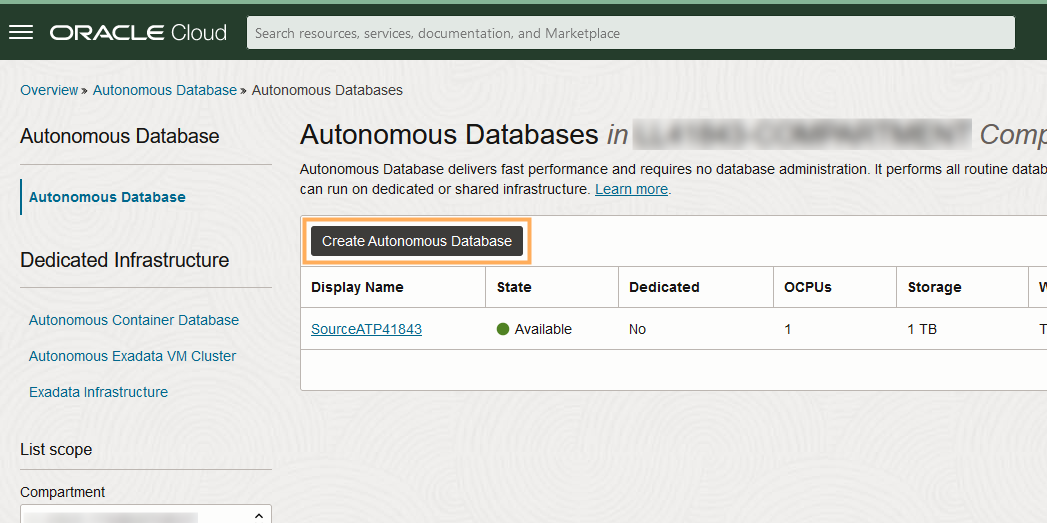 ORACLE Cloud
Search resources, services, documentation, and Marketplace
Overview » Autonomous Database » Autonomous Databases
Autonomous Database
Autonomous Database
Dedicated Infrastructure
Autonomous Container Database
Autonomous Exadata VM Cluster
Exadata Infrastructure
List scope
Compartment
Autonomous Databases in Comp
Autonomous Database delivers fast performance and requires no database administration. It performs all routine datab
can run on dedicated or shared infrastructure. Learn more.
Create Autonomous Database
Display Name State Dedicated OCPUs Storage W
SourceATP41843 Available No 1 1 TB T